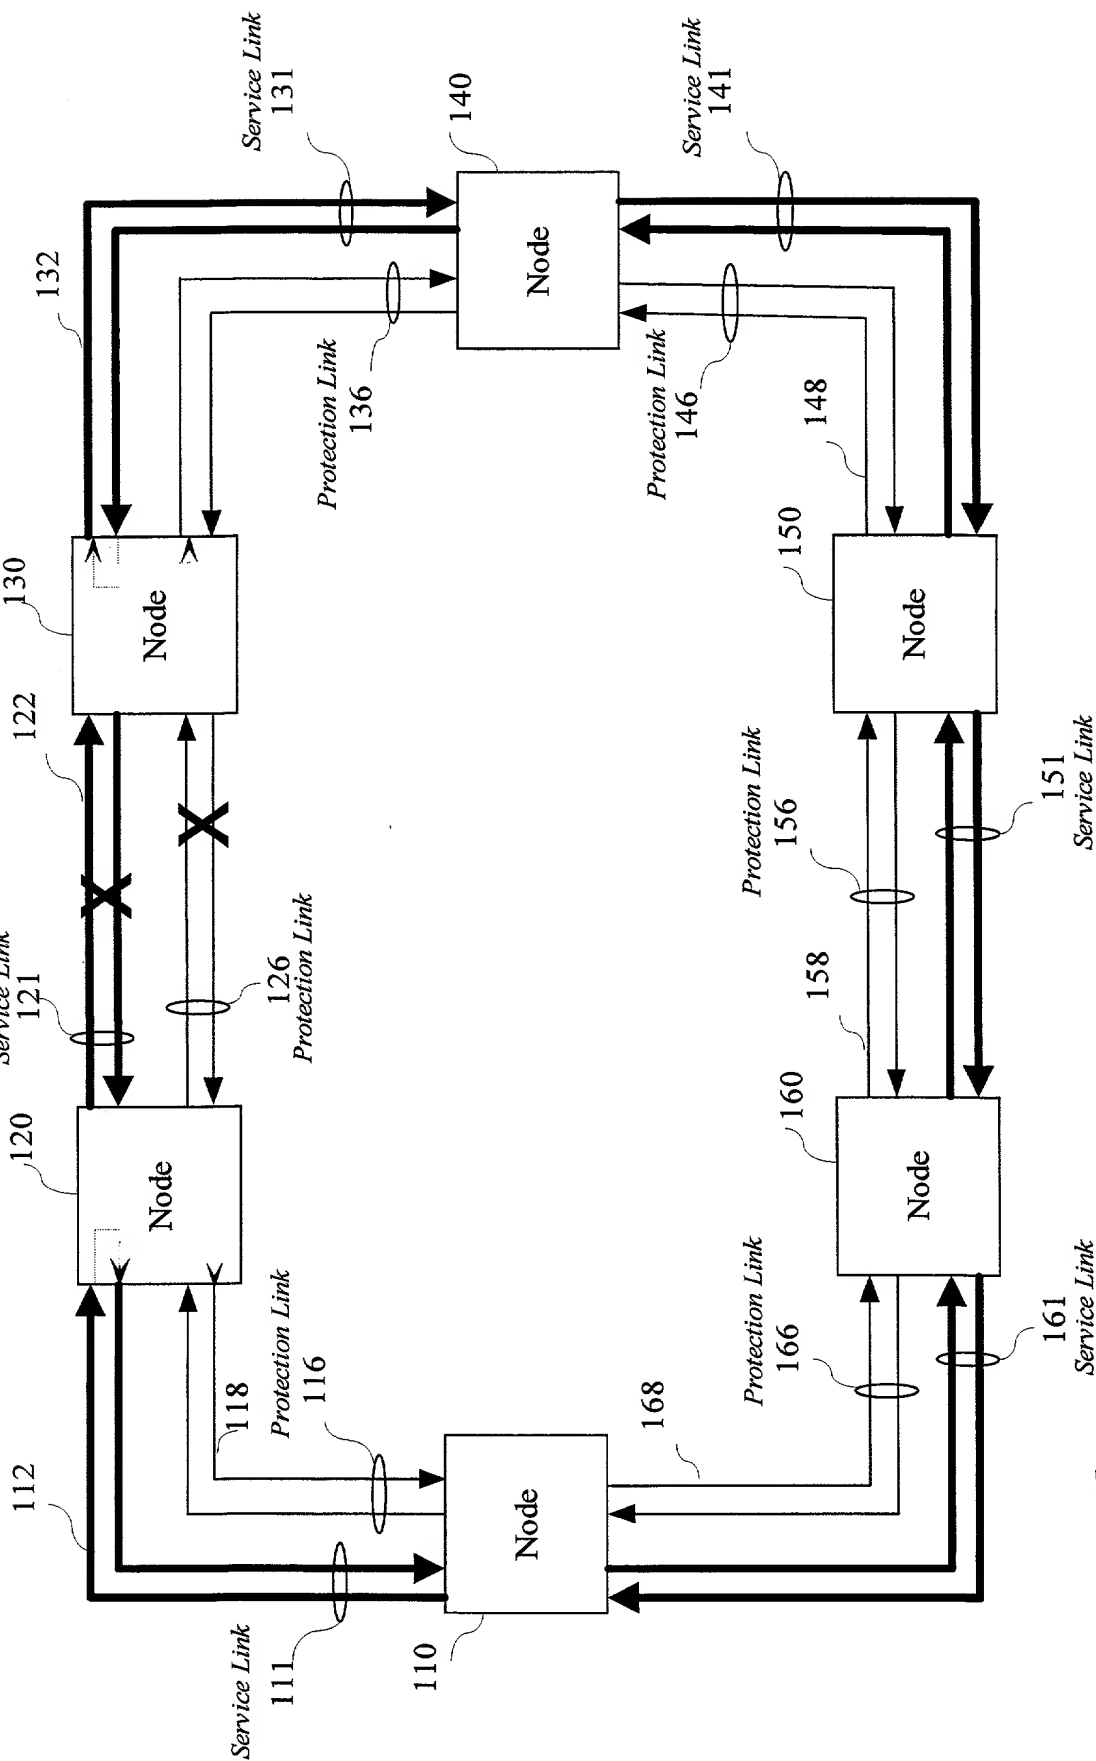 Service Link
131
140
Service Link
141
132
Node
Protection Link
136
Protection Link
146
148
130
Node
150
Node
122
Service Link
121
126
Protection Link
Protection Link
156
151
Service Link
158
120
Node
160
Node
112
118
Protection Link
116
168
Protection Link
166
161
Service Link
Node
Service Link
111
110